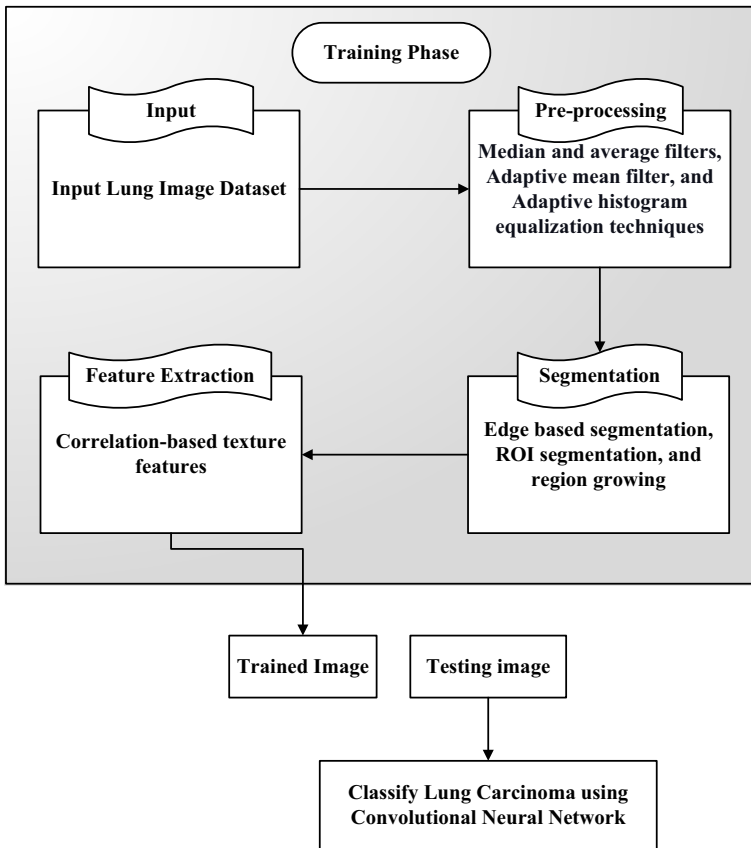 Training Phase
Input
Input Lung Image Dataset
Pre-processing
Median and average filters,
Adaptive mean filter, and
Adaptive histogram
equalization techniques
Segmentation
Edge based segmentation,
ROI segmentation, and
region growing
Feature Extraction
Correlation-based texture
features
Trained Image
Testing image
Classify Lung Carcinoma using
Convolutional Neural Network